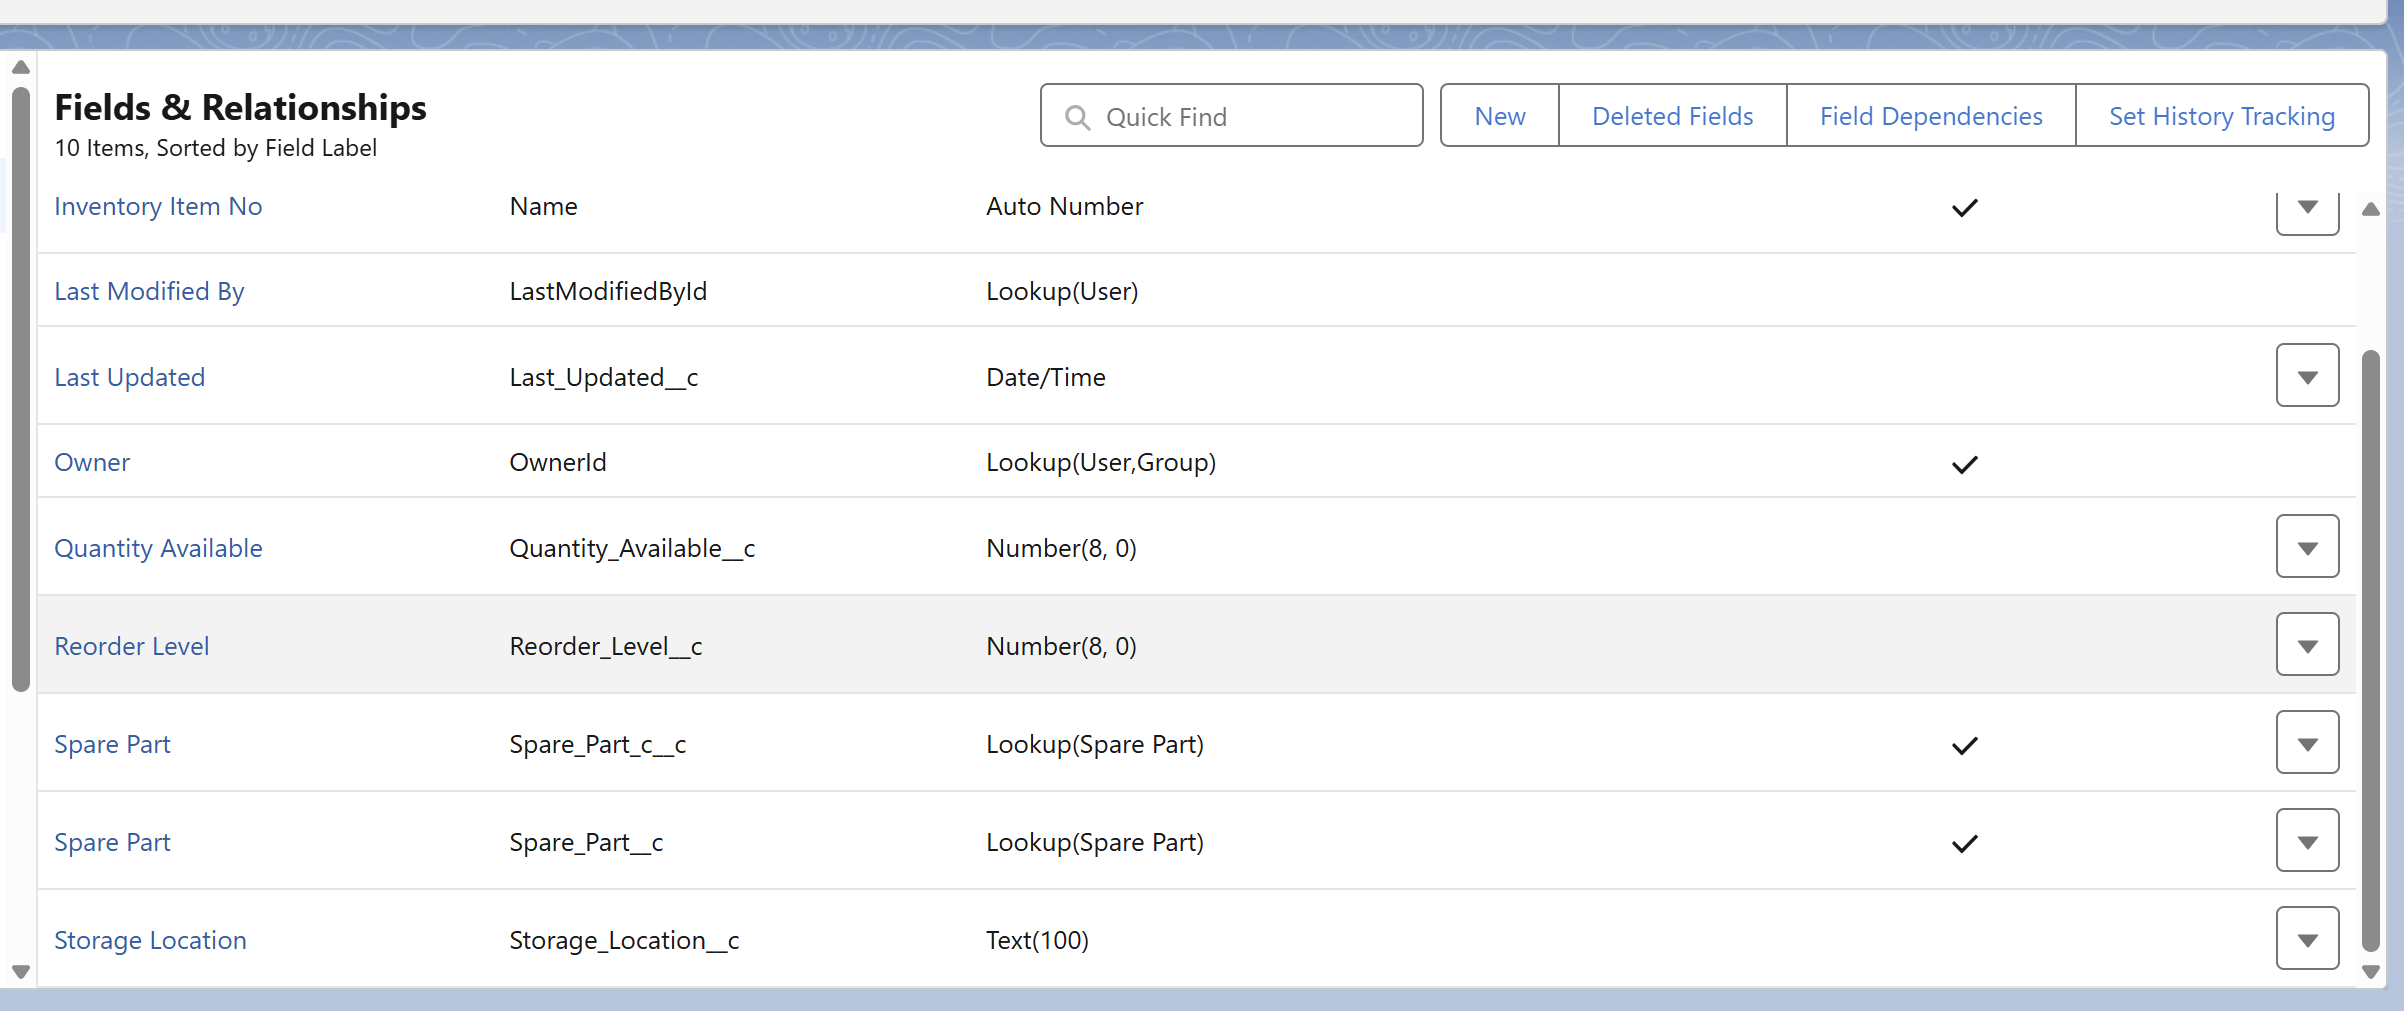 Fields & Relationships
10 Items, Sorted by Field Label
Quick Find
New
Deleted Fields
Field Dependencies
Set History Tracking
Inventory Item No Name Auto Number
Last Modified By LastModifiedById Lookup(User)
Last Updated Last_Updated__c Date/Time
Owner OwnerId Lookup(User,Group)
Quantity Available Quantity_Available__c Number(8, 0)
Reorder Level Reorder_Level__c Number(8, 0)
Spare Part Spare_Part_c__c Lookup(Spare Part)
Spare Part Spare_Part__c Lookup(Spare Part)
Storage Location Storage_Location__c Text(100)